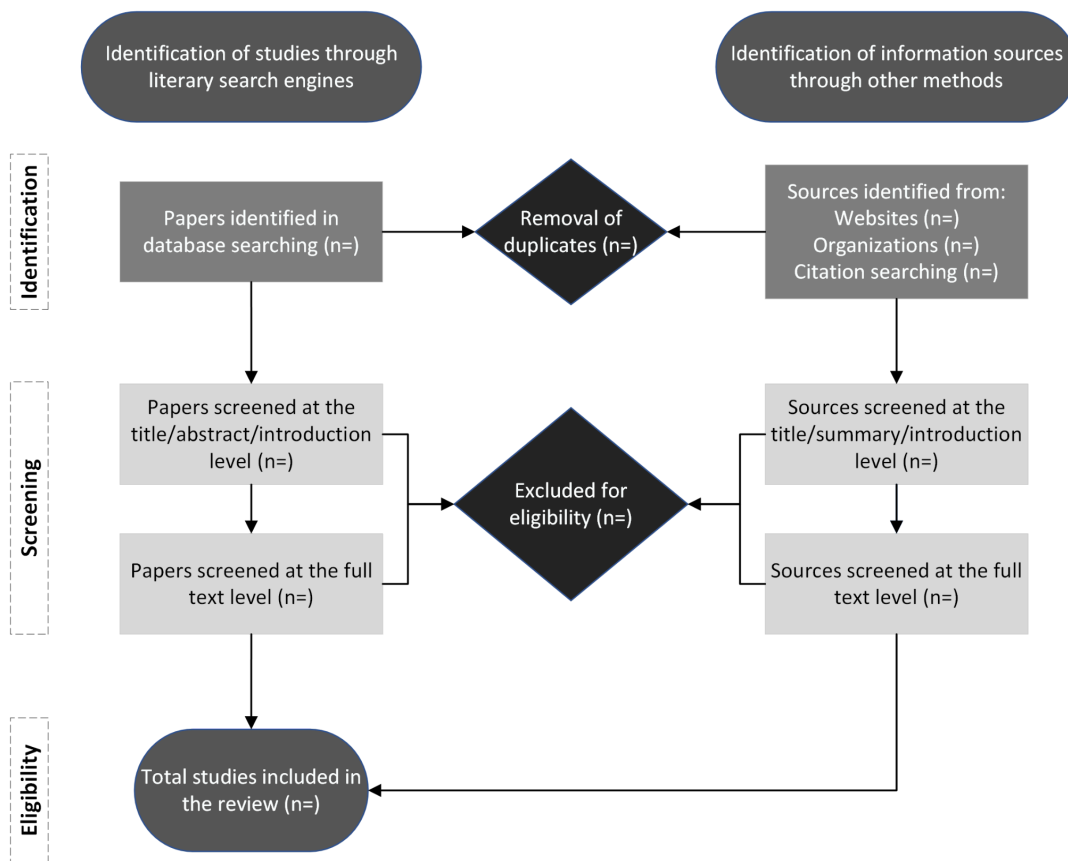 Identification of studies through
literary search engines
Identification of information sources
through other methods
Identification
Papers identified in
database searching (n=)
Removal of
duplicates (n=)
Sources identified from:
Websites (n=)
Organizations (n=)
Citation searching (n=)
Screening
Papers screened at the
title/abstract/introduction
level (n=)
Excluded for
eligibility (n=)
Sources screened at the
title/summary/introduction
level (n=)
Papers screened at the full
text level (n=)
Sources screened at the full
text level (n=)
Eligibility
Total studies included in
the review (n=)